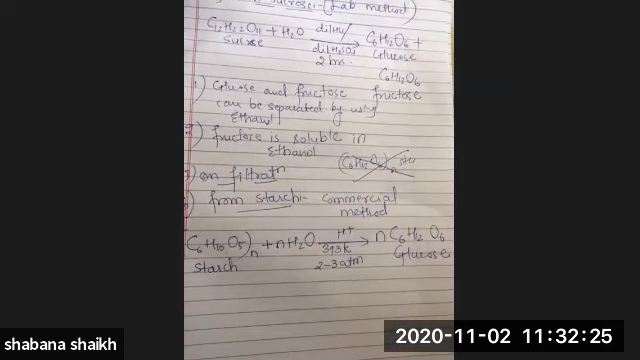 sucrose:- (Lab method)
C12H22O11 + H2O dil HCl / dil H2SO4 2 hrs. → C6H12O6 +
Sucrose Glucose
C6H12O6
fructose
1) Glucose and fructose
can be separated by using
Ethanol
2) fructose is soluble in
Ethanol
3) on filtratn
from starch:- commercial
method
(C6H10O5)n + nH2O H+ 393k 2-3 atm → n C6H12O6
Starch Glucose
shabana shaikh
2020-11-02 11:32:25